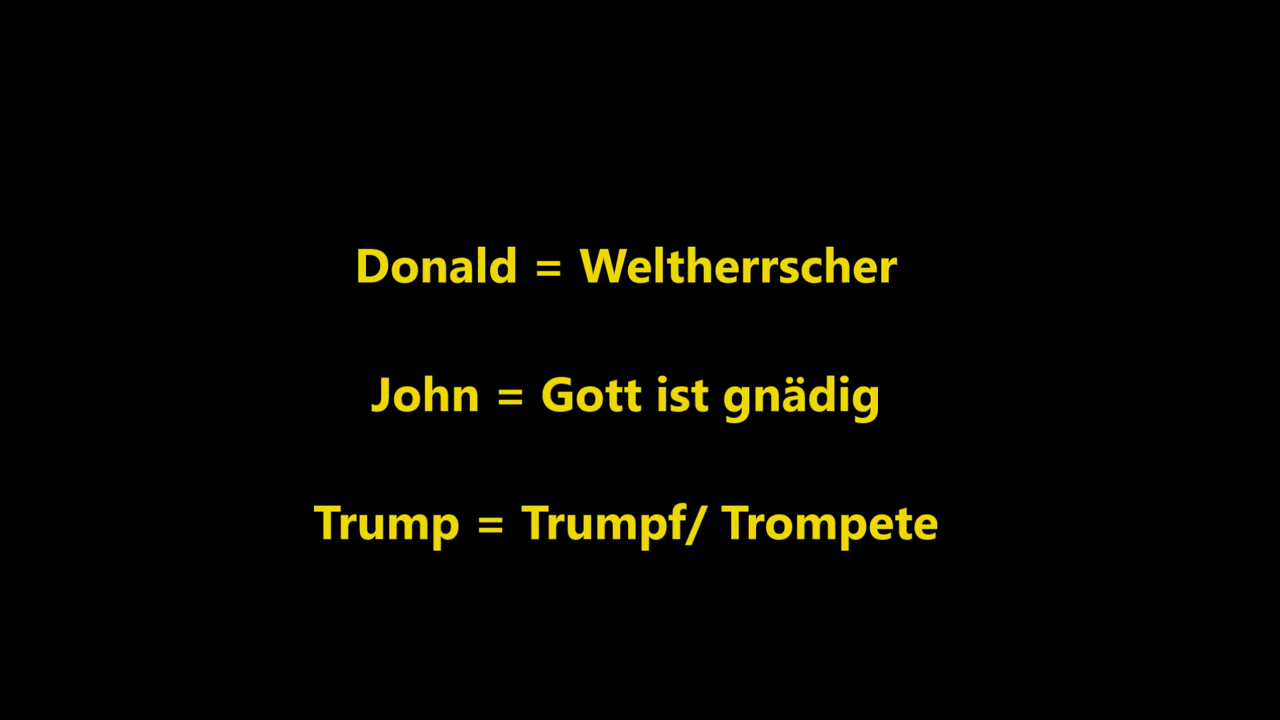 Donald = Weltherrscher
John = Gott ist gnädig
Trump = Trumpf/ Trompete